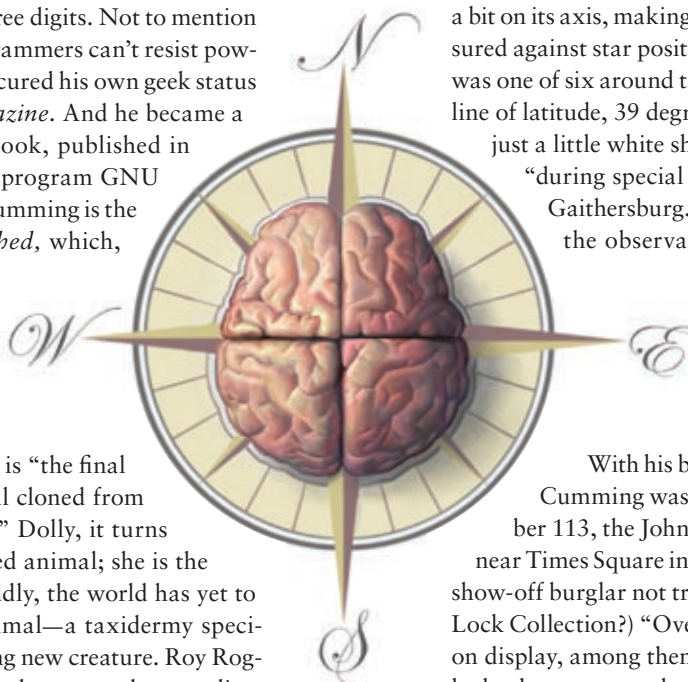 ree digits. Not to mention
ammers can’t resist pow-
cured his own geek status
azine. And he became a
ook, published in
program GNU
umming is the
hed, which,
W
is “the final
l cloned from
” Dolly, it turns
ed animal; she is the
ldly, the world has yet to
imal—a taxidermy speci-
ng new creature. Roy Rog-
N
S
a bit on its axis, making
sured against star posit
was one of six around t
line of latitude, 39 degr
just a little white sh
“during special
Gaithersburg.
the observa
E
With his b
Cumming was
ber 113, the John
near Times Square in
show-off burglar not tr
Lock Collection?) “Ove
on display, among them